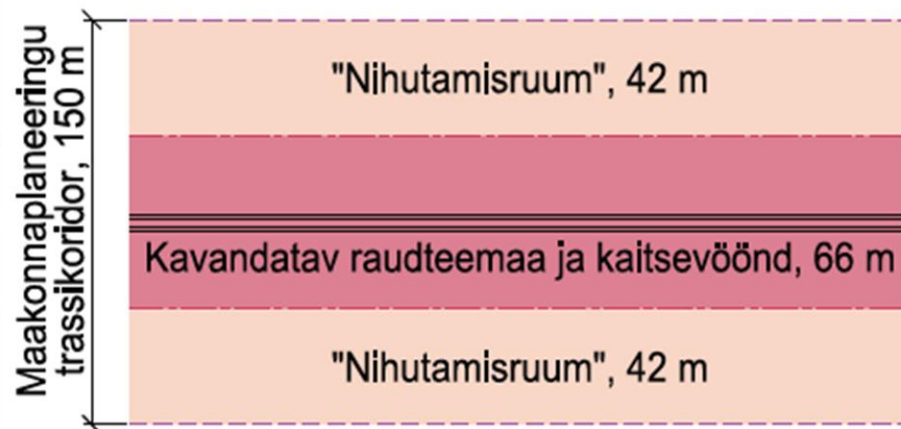 Maakonnaplaneeringu
trassikoridor, 150 m
"Nihutamisruum", 42 m
Kavandatav raudteemaa ja kaitsevöönd, 66 m
"Nihutamisruum", 42 m